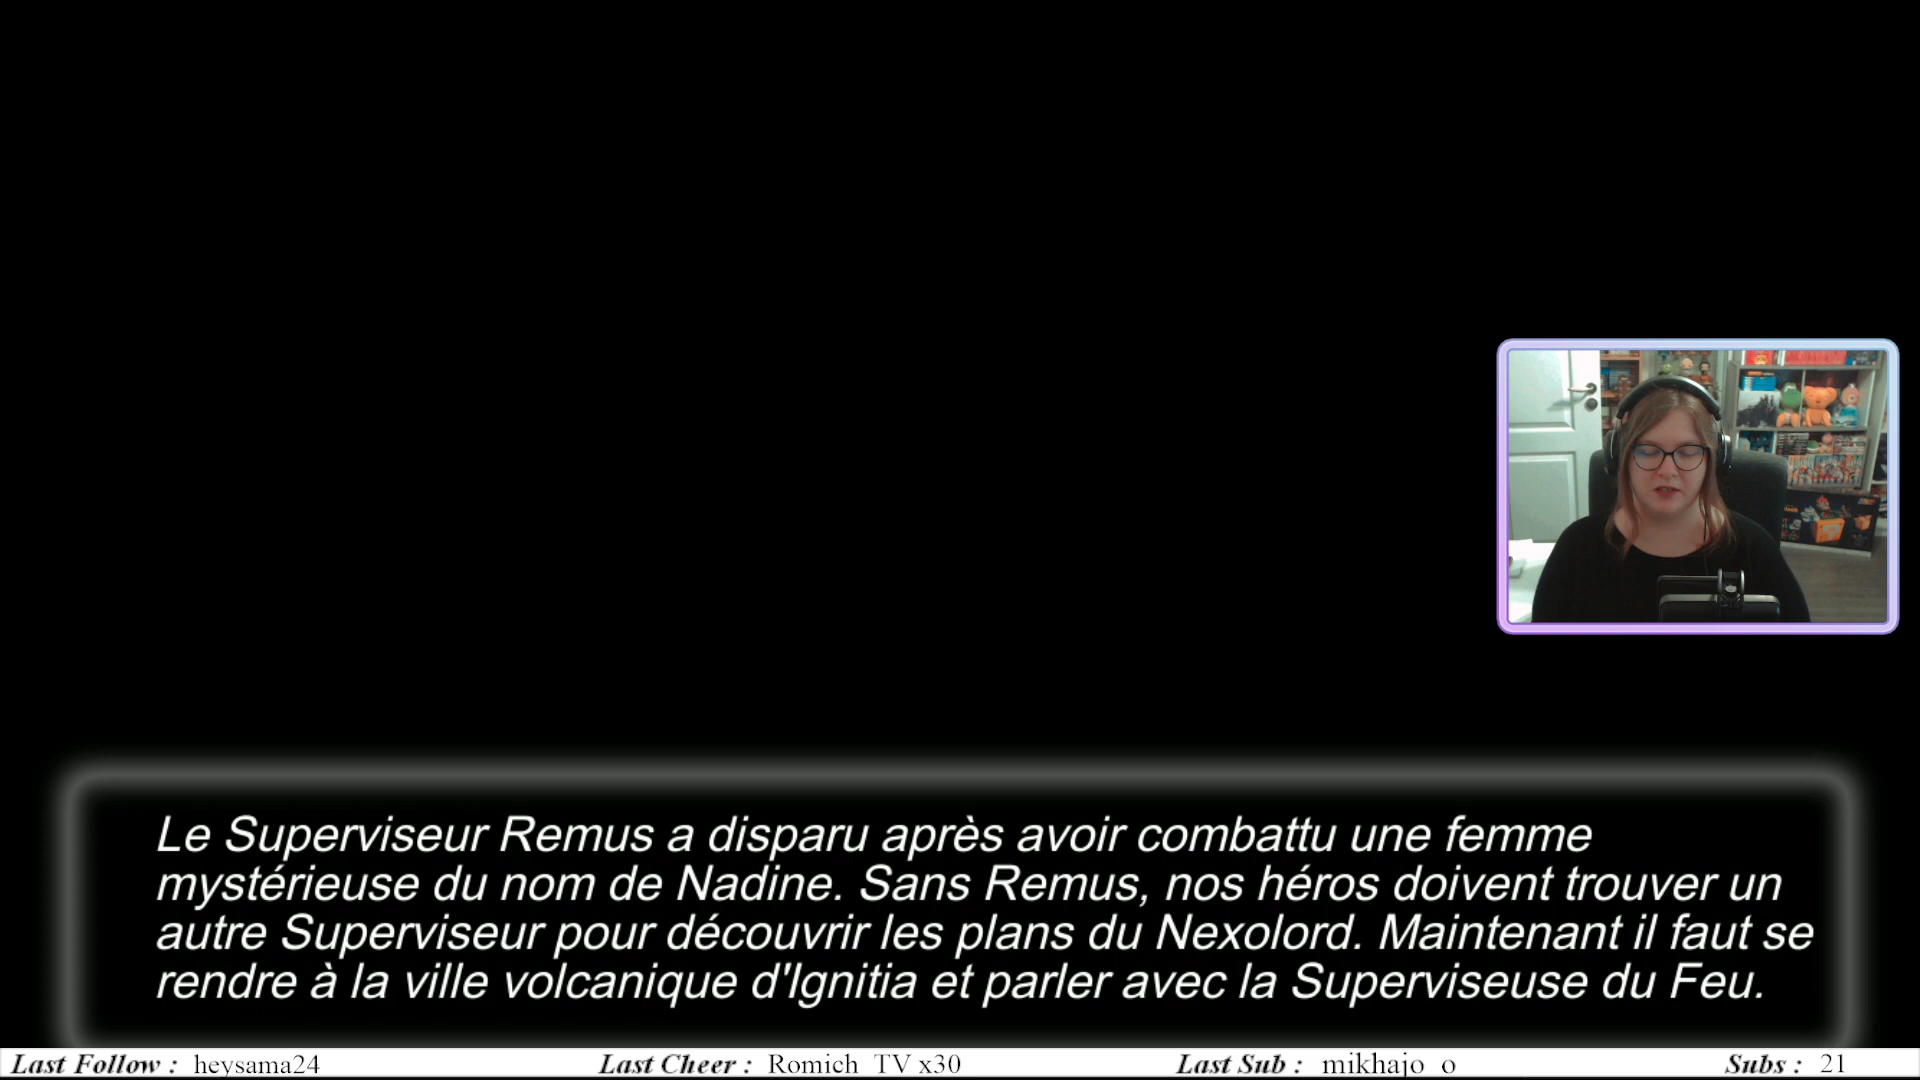 Le Superviseur Remus a disparu après avoir combattu une femme
mystérieuse du nom de Nadine. Sans Remus, nos héros doivent trouver un
autre Superviseur pour découvrir les plans du Nexolord. Maintenant il faut se
rendre à la ville volcanique d'Ignitia et parler avec la Superviseuse du Feu.
Last Follow : heysama24 Last Cheer : Romich_TV x30 Last Sub : mikhajo_o Subs : 21